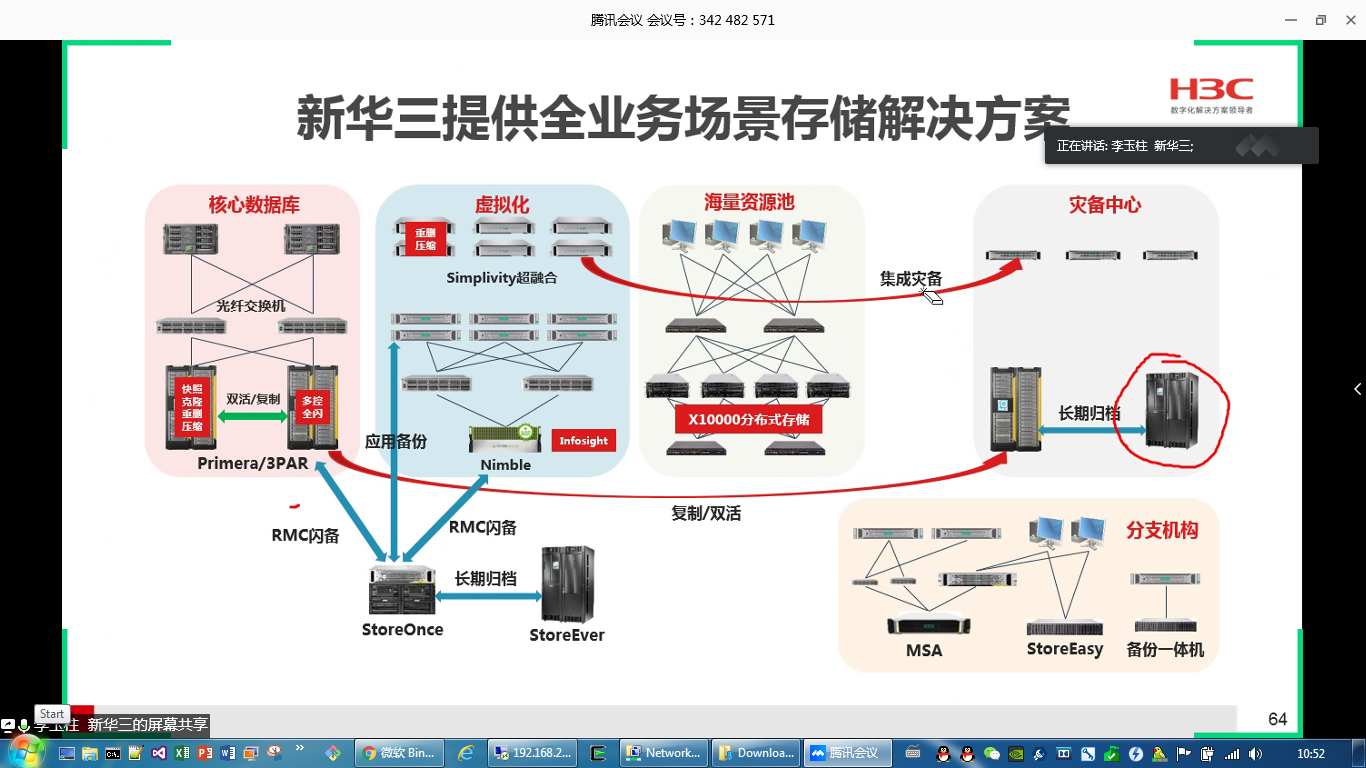 腾讯会议 会议号：342 482 571
新华三提供全业务场景存储解决方案
H3C
数字化解决方案领导者
正在讲话: 李玉柱 新华三;
核心数据库
光纤交换机
快照
克隆
重删
压缩
双活/复制
多控
全闪
Primera/3PAR
虚拟化
重删
压缩
Simplivity超融合
应用备份
Infosight
Nimble
海量资源池
X10000分布式存储
集成灾备
灾备中心
长期归档
复制/双活
RMC闪备
RMC闪备
StoreOnce
长期归档
StoreEver
分支机构
MSA
StoreEasy
备份一体机
64
Start
李玉柱 新华三的屏幕共享
微软 Bin...
192.168.2...
Network...
Downloa...
腾讯会议
10:52